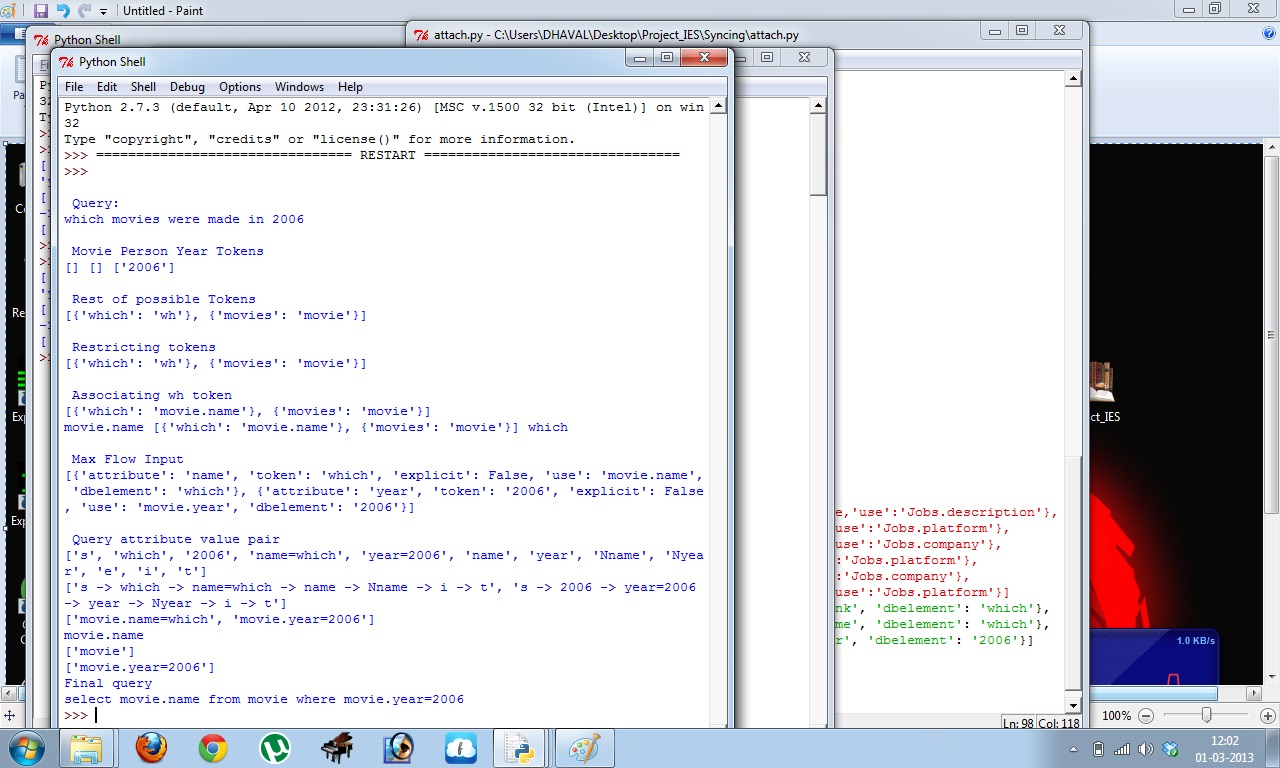 Untitled - Paint
Python Shell
attach.py - C:\Users\DHAVAL\Desktop\Project_IES\Syncing\attach.py
Python Shell
File Edit Shell Debug Options Windows Help
Python 2.7.3 (default, Apr 10 2012, 23:31:26) [MSC v.1500 32 bit (Intel)] on win
32
Type "copyright", "credits" or "license()" for more information.
>>> ================================ RESTART ================================
>>>
Query:
which movies were made in 2006
Movie Person Year Tokens
[] [] ['2006']
Rest of possible Tokens
[{'which': 'wh'}, {'movies': 'movie'}]
Restricting tokens
[{'which': 'wh'}, {'movies': 'movie'}]
Associating wh token
[{'which': 'movie.name'}, {'movies': 'movie'}]
movie.name [{'which': 'movie.name'}, {'movies': 'movie'}] which
Max Flow Input
[{'attribute': 'name', 'token': 'which', 'explicit': False, 'use': 'movie.name',
'dbelement': 'which'}, {'attribute': 'year', 'token': '2006', 'explicit': False
, 'use': 'movie.year', 'dbelement': '2006'}]
Query attribute value pair
['s', 'which', '2006', 'name=which', 'year=2006', 'name', 'year', 'Nname', 'Nyea
r', 'e', 'i', 't']
['s -> which -> name=which -> name -> Nname -> i -> t', 's -> 2006 -> year=2006
-> year -> Nyear -> i -> t']
['movie.name=which', 'movie.year=2006']
movie.name
['movie']
['movie.year=2006']
Final query
select movie.name from movie where movie.year=2006
>>>
e,'use':'Jobs.description'},
use':'Jobs.platform'},
use':'Jobs.company'},
:'Jobs.platform'},
:'Jobs.company'},
use':'Jobs.platform'}]
nk', 'dbelement': 'which'},
me', 'dbelement': 'which'},
r', 'dbelement': '2006'}]
ct_IES
1.0 KB/s
Ln: 98 Col: 118
100%
12:02
01-03-2013